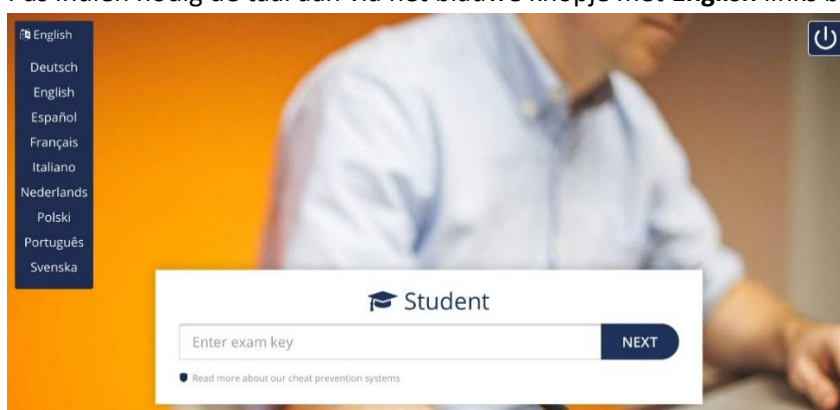 English
Deutsch
English
Español
Français
Italiano
Nederlands
Polski
Português
Svenska
Student
Enter exam key
NEXT
Read more about our cheat prevention systems